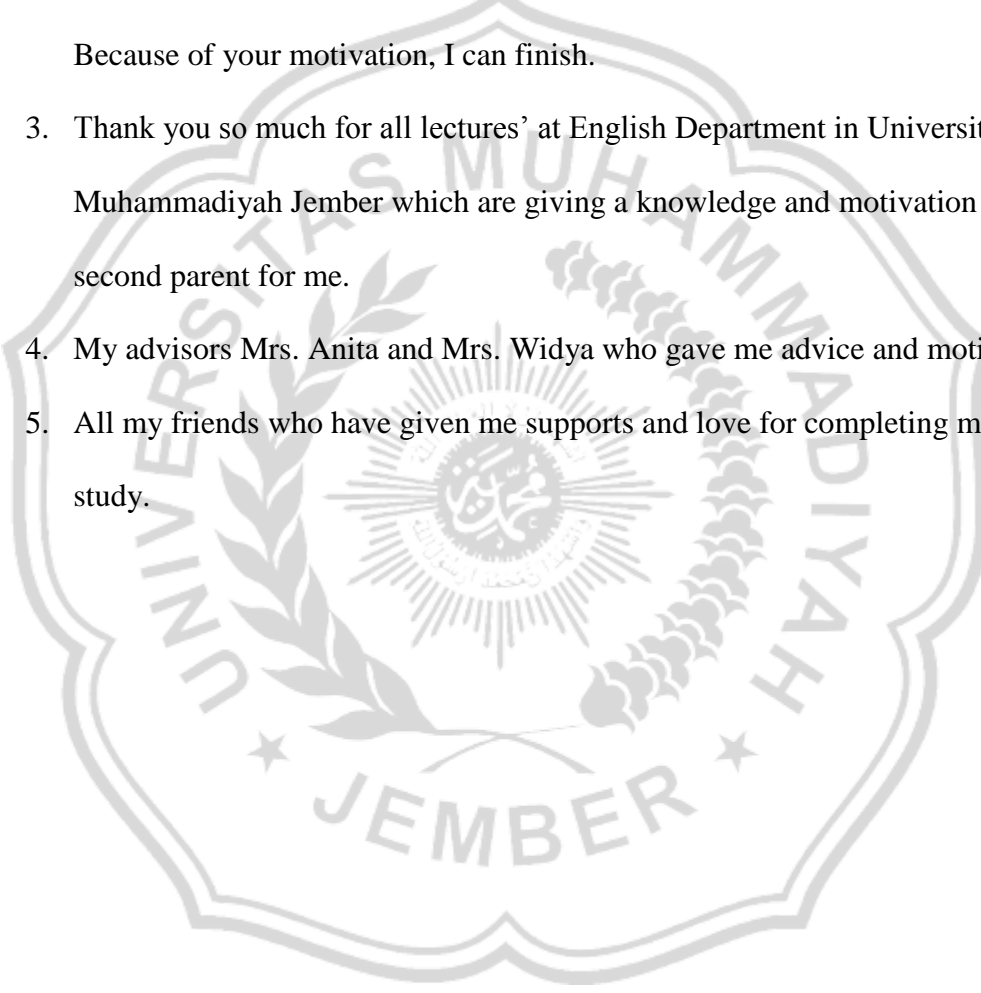 Because of your motivation, I can finish.
3. Thank you so much for all lectures’ at English Department in
Muhammadiyah Jember which are giving a knowledge and motivation
second parent for me.
4. My advisors Mrs. Anita and Mrs. Widya who gave me advice and
5. All my friends who have given me supports and love for completing
study.
UNIVERSITAS MUHAMMADIYAH
JEMBER